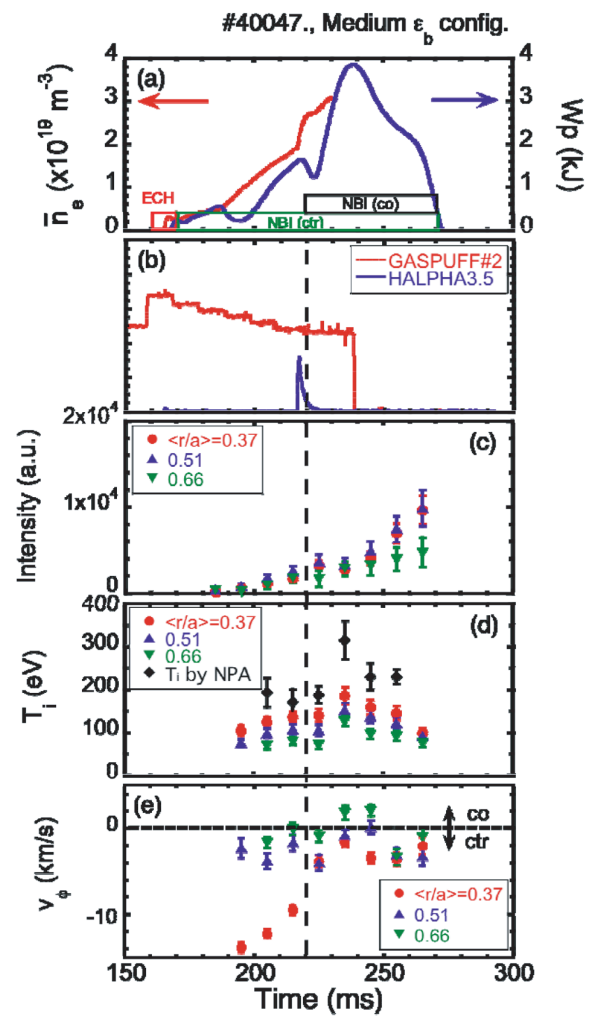 #40047., Medium εb config.
(a)
n̄e (x10¹⁹ m⁻³)
Wp (kJ)
4
3
2
1
0
4
3
2
1
0
ECH
NBI (co)
NBI (ctr)
(b)
GASPUFF#2
HALPHA3.5
(c)
Intensity (a.u.)
2x10⁴
1x10⁴
0
<r/a>=0.37
0.51
0.66
(d)
Ti (eV)
400
300
200
100
0
<r/a>=0.37
0.51
0.66
Ti by NPA
(e)
vϕ (km/s)
0
-10
co
ctr
<r/a>=0.37
0.51
0.66
150 200 250 300
Time (ms)